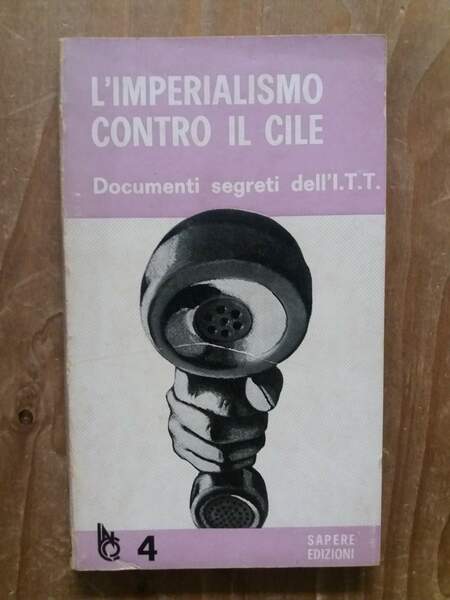 L'IMPERIALISMO
CONTRO IL CILE
Documenti segreti dell'I.T.T.
4
SAPERE
EDIZIONI